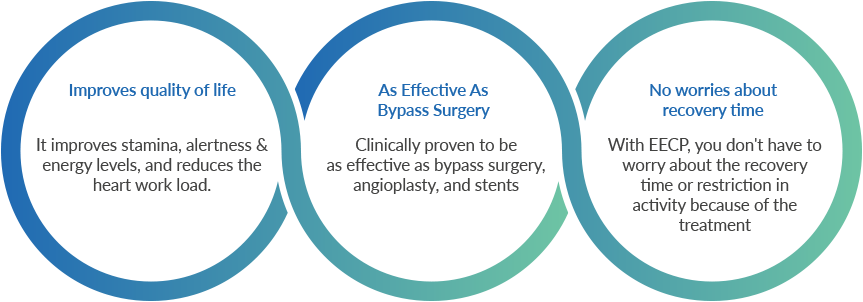 Improves quality of life
It improves stamina, alertness &
energy levels, and reduces the
heart work load.
As Effective As
Bypass Surgery
Clinically proven to be
as effective as bypass surgery,
angioplasty, and stents
No worries about
recovery time
With EECP, you don't have to
worry about the recovery
time or restriction in
activity because of the
treatment